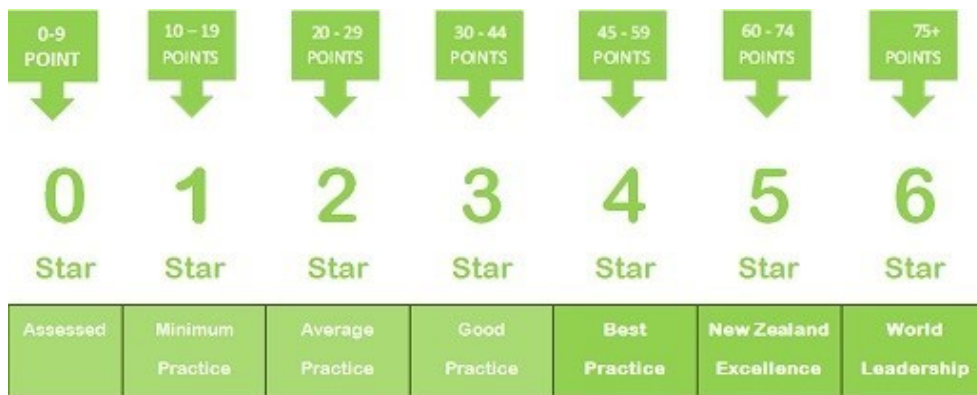 0-9 POINT
10 – 19 POINTS
20 - 29 POINTS
30 - 44 POINTS
45 - 59 POINTS
60 - 74 POINTS
75+ POINTS
0 1 2 3 4 5 6
Star Star Star Star Star Star Star
Assessed
Minimum Practice
Average Practice
Good Practice
Best Practice
New Zealand Excellence
World Leadership